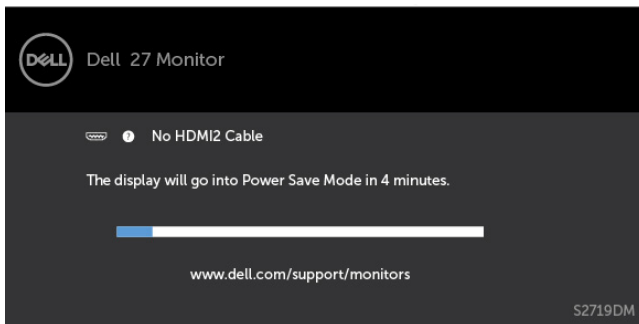 DELL
Dell 27 Monitor
? No HDMI2 Cable
The display will go into Power Save Mode in 4 minutes.
www.dell.com/support/monitors
S2719DM